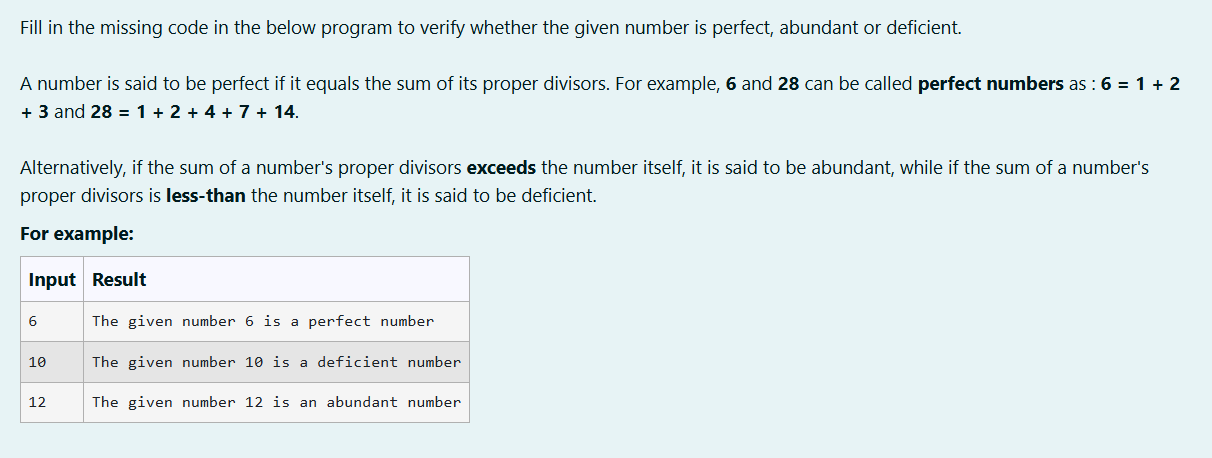 Fill in the missing code in the below program to verify whether the given number is perfect, abundant or deficient.
A number is said to be perfect if it equals the sum of its proper divisors. For example, 6 and 28 can be called perfect numbers as : 6 = 1 + 2
+ 3 and 28 = 1 + 2 + 4 + 7 + 14.
Alternatively, if the sum of a number's proper divisors exceeds the number itself, it is said to be abundant, while if the sum of a number's
proper divisors is less-than the number itself, it is said to be deficient.
For example:
Input Result
6 The given number 6 is a perfect number
10 The given number 10 is a deficient number
12 The given number 12 is an abundant number